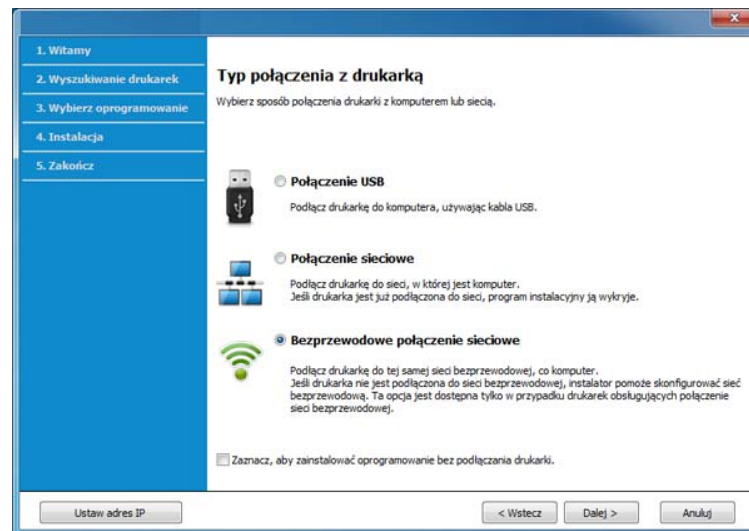 1. Witamy
2. Wyszukiwanie drukarek
3. Wybierz oprogramowanie
4. Instalacja
5. Zakończ
Typ połączenia z drukarką
Wybierz sposób połączenia drukarki z komputerem lub siecią.
Połączenie USB
Podłącz drukarkę do komputera, używając kabla USB.
Połączenie sieciowe
Podłącz drukarkę do sieci, w której jest komputer.
Jeśli drukarka jest już podłączona do sieci, program instalacyjny ją wykryje.
Bezprzewodowe połączenie sieciowe
Podłącz drukarkę do tej samej sieci bezprzewodowej, co komputer.
Jeśli drukarka nie jest podłączona do sieci bezprzewodowej, instalator pomoże skonfigurować sieć
bezprzewodową. Ta opcja jest dostępna tylko w przypadku drukarek obsługujących połączenie
sieci bezprzewodowej.
Zaznacz, aby zainstalować oprogramowanie bez podłączania drukarki.
Ustaw adres IP
< Wstecz
Dalej >
Anuluj